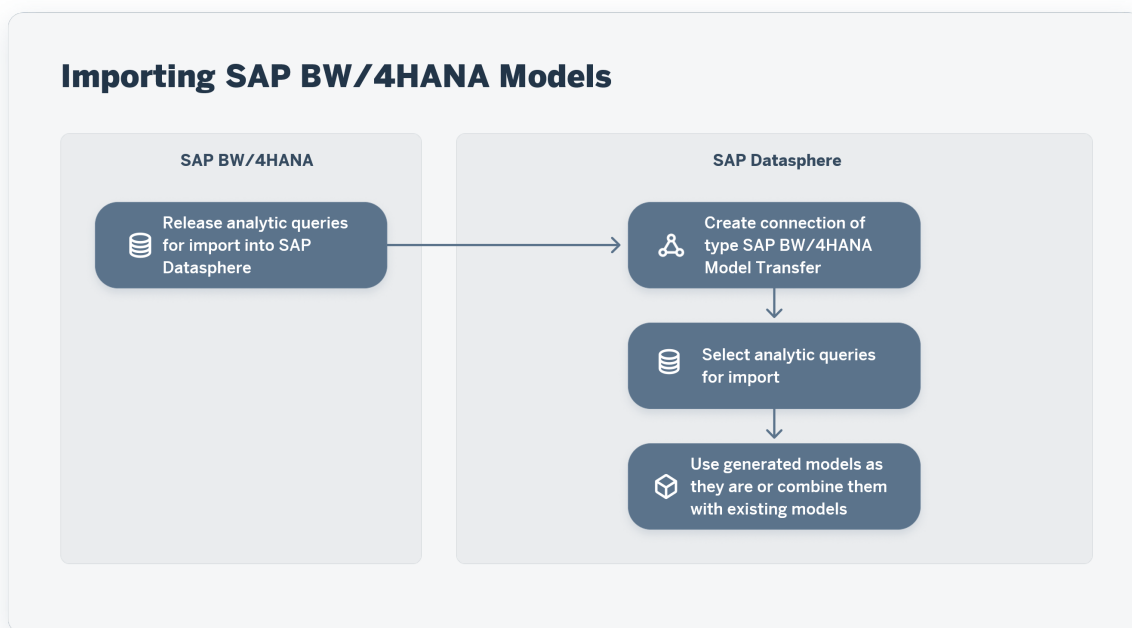 Importing SAP BW/4HANA Models
SAP BW/4HANA
Release analytic queries
for import into SAP
Datasphere
SAP Datasphere
Create connection of
type SAP BW/4HANA
Model Transfer
Select analytic queries
for import
Use generated models as
they are or combine them
with existing models